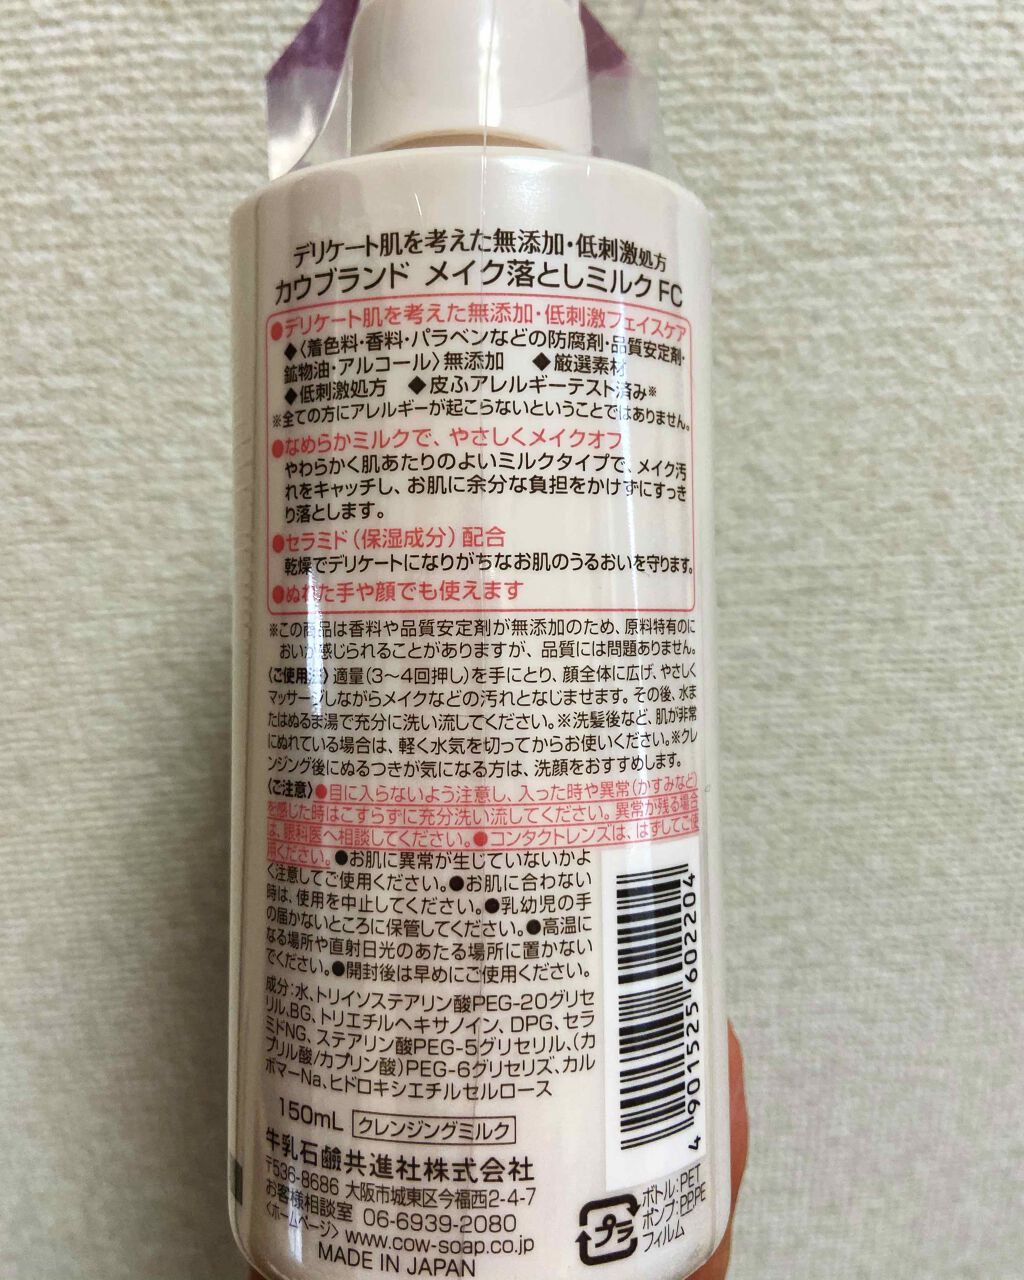 デリケート肌を考えた無添加・低刺激処方
カウブランド メイク落としミルク FC
●デリケート肌を考えた無添加・低刺激フェイスケア
◆〈着色料・香料・パラベンなどの防腐剤・品質安定剤・
鉱物油・アルコール〉無添加 ◆厳選素材
◆低刺激処方 ◆皮ふアレルギーテスト済み※
※全ての方にアレルギーが起こらないということではありません。
●なめらかミルクで、やさしくメイクオフ
やわらかく肌あたりのよいミルクタイプで、メイク汚
れをキャッチし、お肌に余分な負担をかけずにすっき
り落とします。
●セラミド(保湿成分)配合
乾燥でデリケートになりがちなお肌のうるおいを守ります。
●ぬれた手や顔でも使えます
※この商品は香料や品質安定剤が無添加のため、原料特有のに
おいが感じられることがありますが、品質には問題ありません。
〈ご使用法〉適量(3〜4回押し)を手にとり、顔全体に広げ、やさしく
マッサージしながらメイクなどの汚れとなじませます。その後、水ま
たはぬるま湯で充分に洗い流してください。※洗髪後など、肌が非常
にぬれている場合は、軽く水気を切ってからお使いください。※クレ
ンジング後にぬるつきが気になる方は、洗顔をおすすめします。
〈ご注意〉●目に入らないよう注意し、入った時や異常(かすみなど)
を感じた時はこすらずに充分洗い流してください。異常が残る場合
は、眼科医へ相談してください。●コンタクトレンズは、はずしてご使
用ください。●お肌に異常が生じていないかよ
く注意してご使用ください。●お肌に合わない
時は、使用を中止してください。●乳幼児の手
の届かないところに保管してください。●高温に
なる場所や直射日光のあたる場所に置かない
でください。●開封後は早めにご使用ください。
成分:水、トリイソステアリン酸PEG-20グリセ
リル、BG、トリエチルヘキサノイン、DPG、セラ
ミドNG、ステアリン酸PEG-5グリセリル、(カ
プリル酸/カプリン酸)PEG-6グリセリズ、カル
ボマーNa、ヒドロキシエチルセルロース
150mL クレンジングミルク
牛乳石鹼共進社株式会社
〒536-8686 大阪市城東区今福西2-4-7
お客様相談室 06-6939-2080
〈ホームページ〉www.cow-soap.co.jp
MADE IN JAPAN
4 901525 602204
プラ
ボトル:PET
ポンプ:PP,PE
フィルム